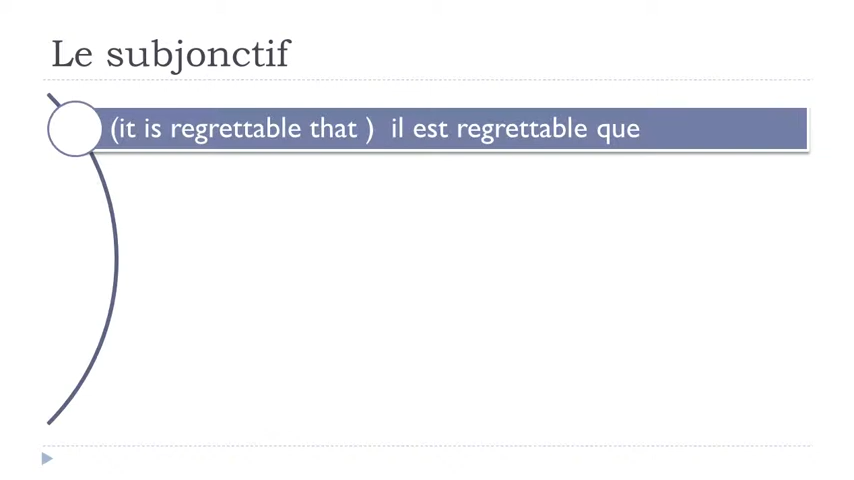 Le subjonctif
(it is regrettable that ) il est regrettable que